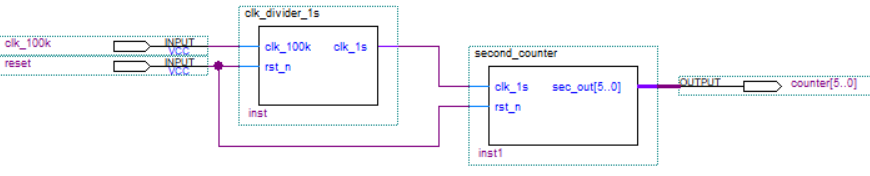 clk_divider_1s
clk_100k INPUT VCC clk_100k clk_1s
reset INPUT VCC rst_n
inst
second_counter
clk_1s sec_out[5..0] OUTPUT counter[5..0]
rst_n
inst1